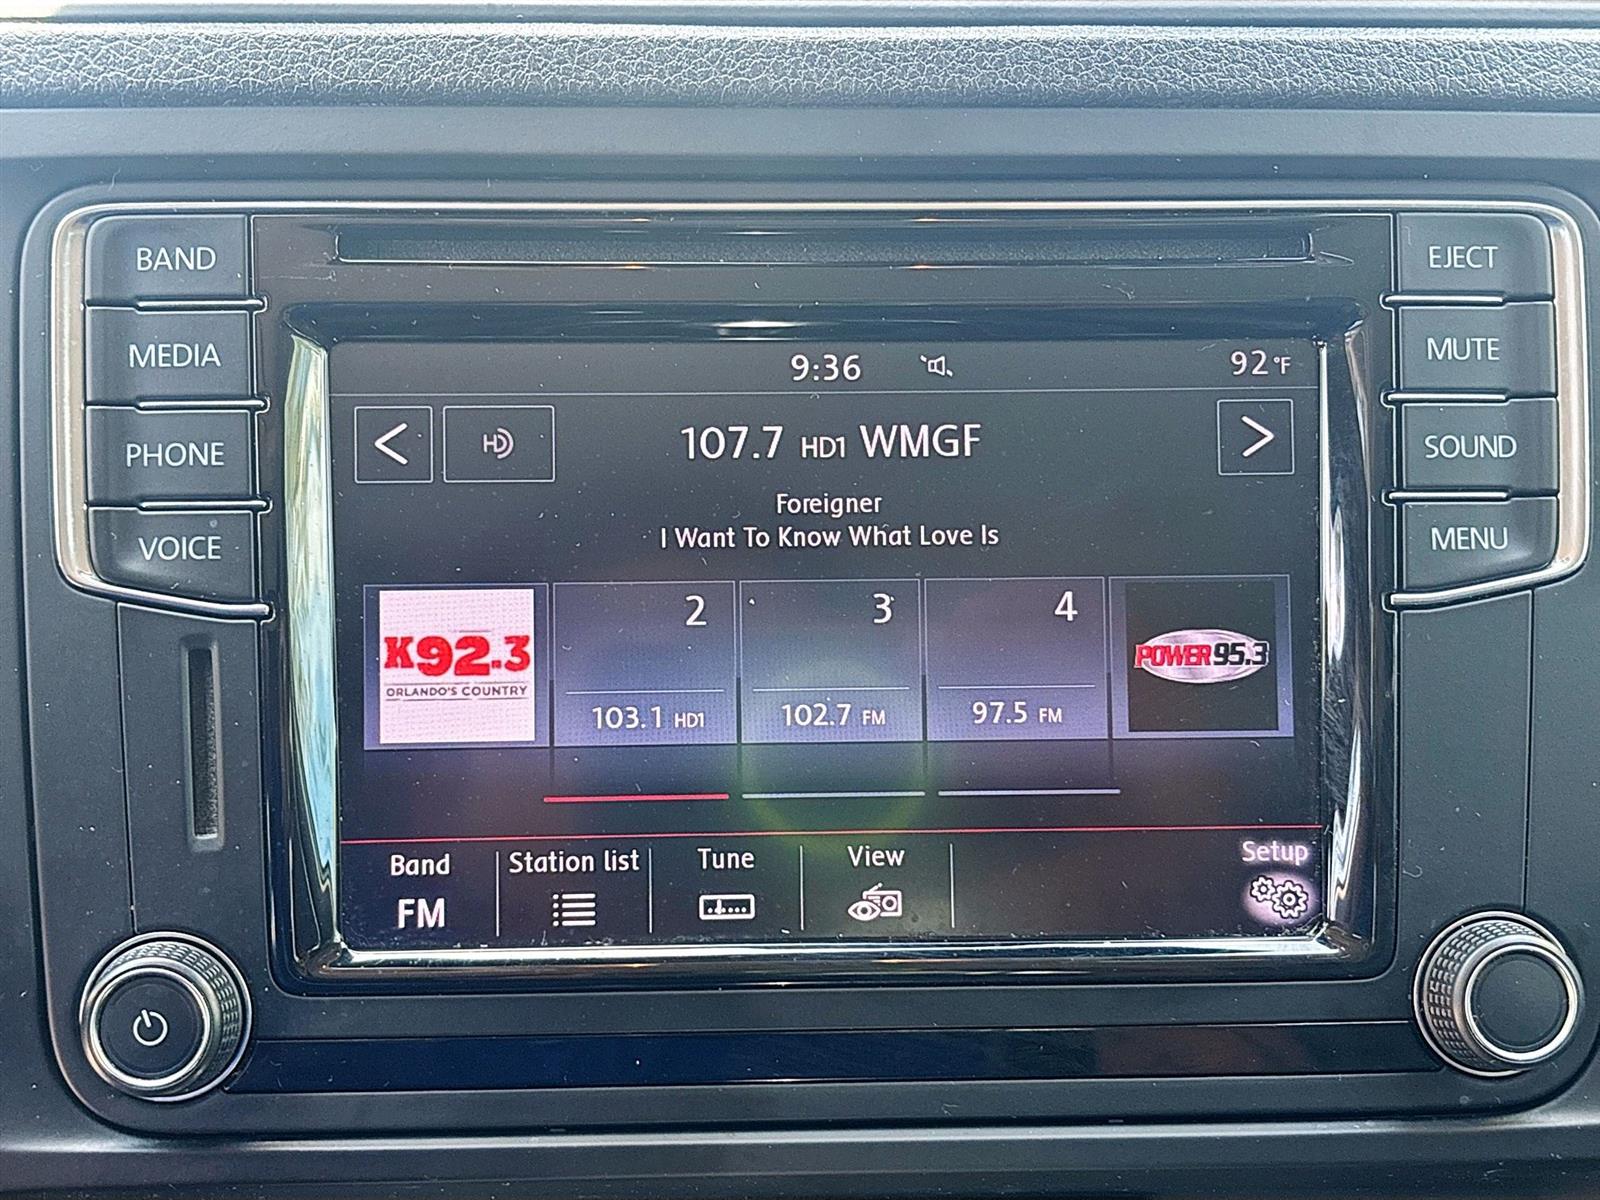 BAND
MEDIA
PHONE
VOICE
EJECT
MUTE
SOUND
MENU
9:36
92°F
<
HD
107.7 HD1 WMGF
>
Foreigner
I Want To Know What Love Is
K92.3
ORLANDO'S COUNTRY
2
103.1 HD1
3
102.7 FM
4
97.5 FM
POWER 95.3
Band
FM
Station list
Tune
View
Setup